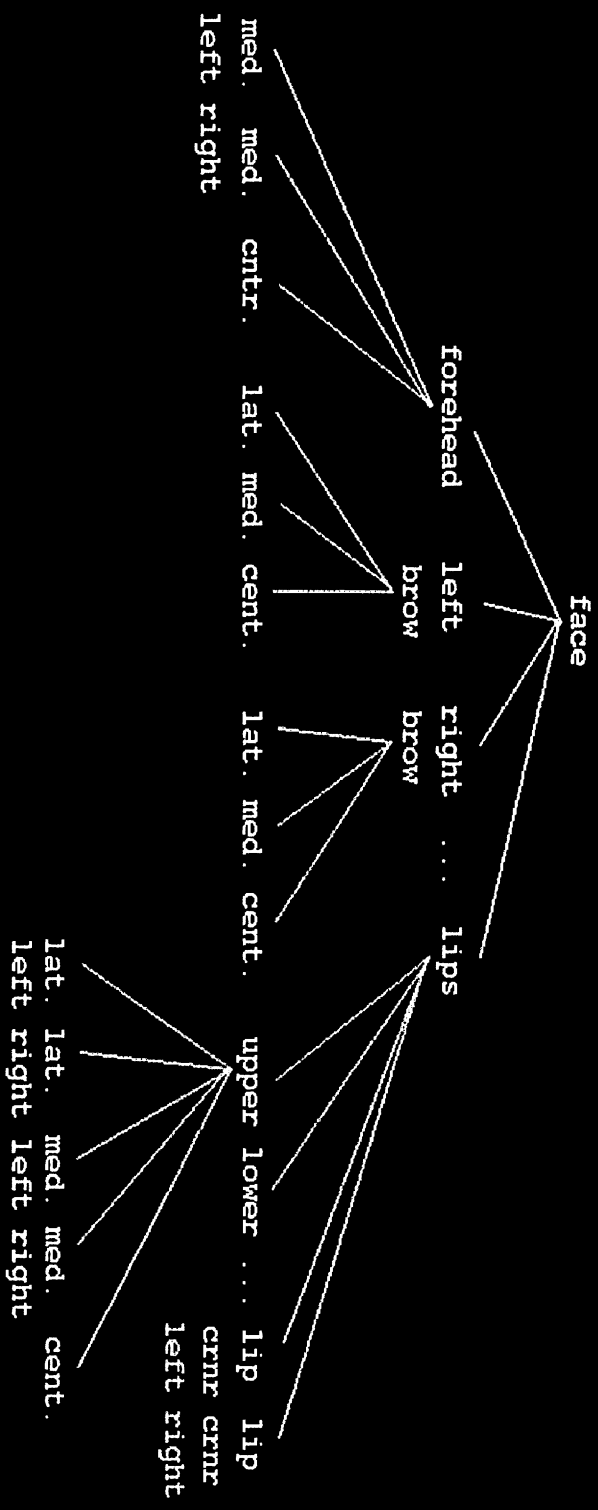 face
forehead left right ... lips
brow brow
med. med. cntr. lat. med. cent. lat. med. cent. upper lower ... lip lip
left right crnr crnr
left right
lat. lat. med. med. cent.
left right left right